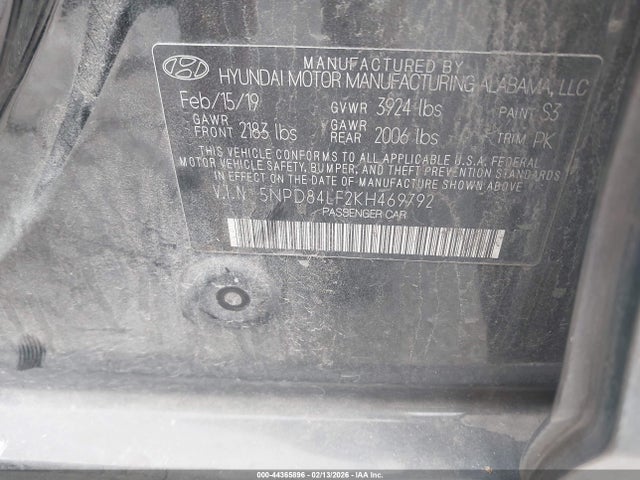 MANUFACTURED BY
HYUNDAI MOTOR MANUFACTURING ALABAMA, LLC
Feb/15/19 GVWR 3924 lbs PAINT S3
GAWR FRONT 2183 lbs GAWR REAR 2006 lbs TRIM PK
THIS VEHICLE CONFORMS TO ALL APPLICABLE U.S.A. FEDERAL
MOTOR VEHICLE SAFETY, BUMPER, AND THEFT PREVENTION STANDARDS
IN EFFECT ON THE DATE OF MANUFACTURE SHOWN ABOVE.
V.I.N: 5NPD84LF2KH469792
PASSENGER CAR
000-44365896 - 02/13/2026 - IAA Inc.